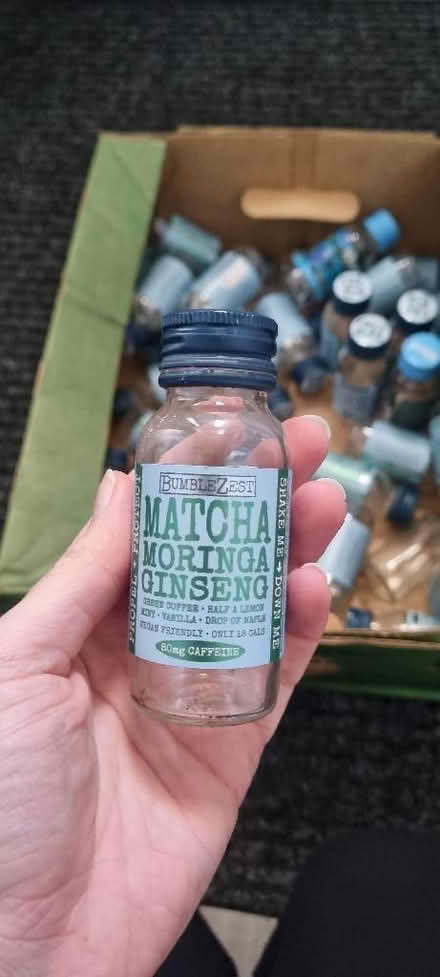 BUMBLEZEST
MATCHA
MORINGA
GINSENG
GREEN COFFEE • HALF A LEMON
MINT • VANILLA • DROP OF MAPLE
VEGAN FRIENDLY • ONLY 18 CALS
80mg CAFFEINE
PROPEL + PROTECT
SHAKE ME + DOWN ME